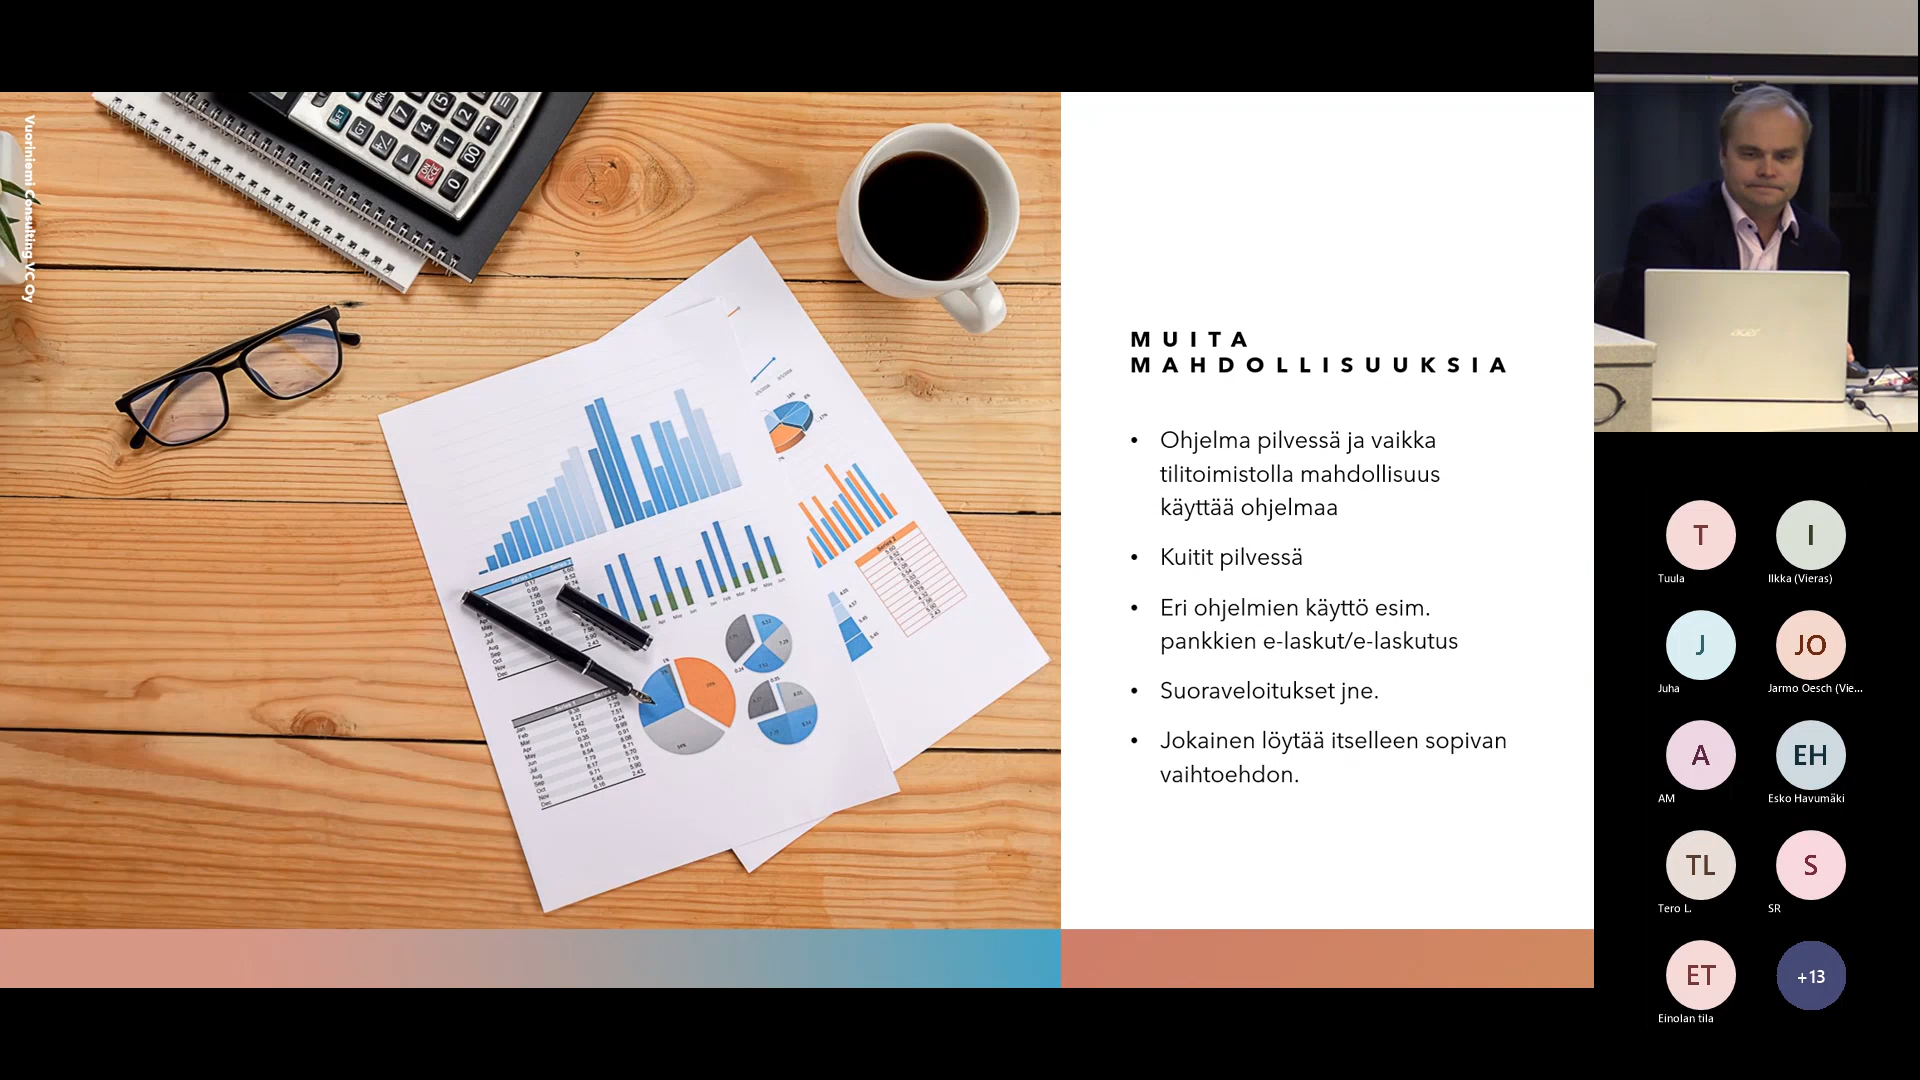 Vuoriniemi Consulting VC Oy
MUITA
MAHDOLLISUUKSIA
• Ohjelma pilvessä ja vaikka
tilitoimistolla mahdollisuus
käyttää ohjelmaa
• Kuitit pilvessä
• Eri ohjelmien käyttö esim.
pankkien e-laskut/e-laskutus
• Suoraveloitukset jne.
• Jokainen löytää itselleen sopivan
vaihtoehdon.
acer
T
I
Tuula
Ilkka (Vieras)
J
JO
Juha
Jarmo Oesch (Vie...
A
EH
AM
Esko Havumäki
TL
S
Tero L.
SR
ET
+13
Einolan tila